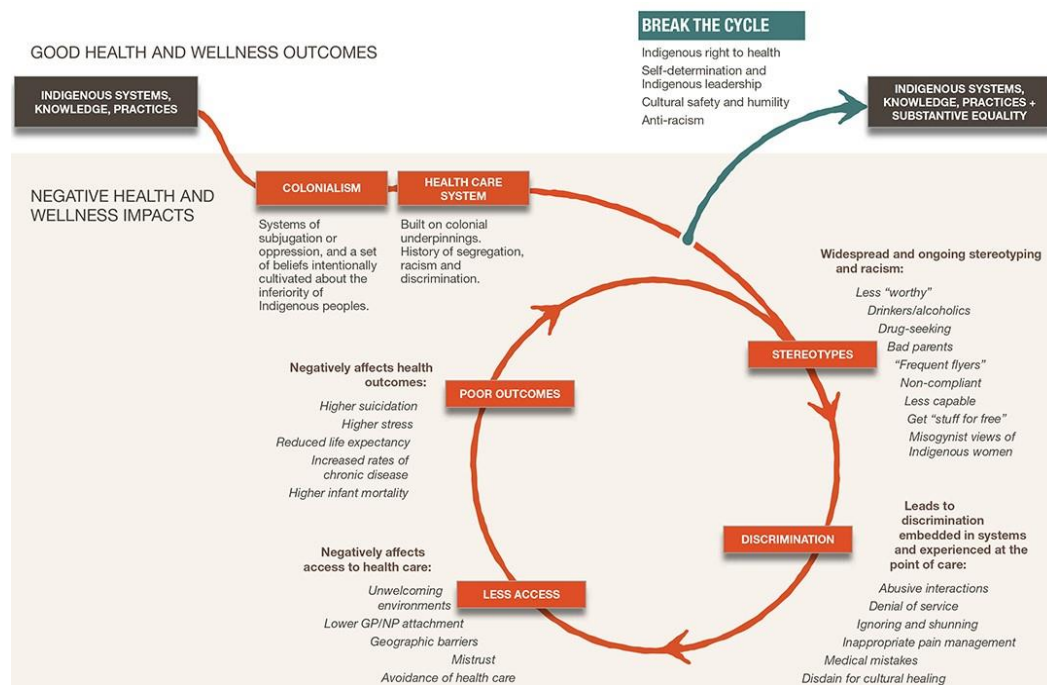 GOOD HEALTH AND WELLNESS OUTCOMES
INDIGENOUS SYSTEMS,
KNOWLEDGE, PRACTICES
BREAK THE CYCLE
Indigenous right to health
Self-determination and
Indigenous leadership
Cultural safety and humility
Anti-racism
INDIGENOUS SYSTEMS,
KNOWLEDGE, PRACTICES +
SUBSTANTIVE EQUALITY
NEGATIVE HEALTH AND
WELLNESS IMPACTS
COLONIALISM
Systems of
subjugation or
oppression, and a set
of beliefs intentionally
cultivated about the
inferiority of
Indigenous peoples.
HEALTH CARE
SYSTEM
Built on colonial
underpinnings.
History of segregation,
racism and
discrimination.
Widespread and ongoing stereotyping
and racism:
Less “worthy”
Drinkers/alcoholics
Drug-seeking
Bad parents
“Frequent flyers”
Non-compliant
Less capable
Get “stuff for free”
Misogynist views of
Indigenous women
STEREOTYPES
Leads to
discrimination
embedded in systems
and experienced at the
point of care:
Abusive interactions
Denial of service
Ignoring and shunning
Inappropriate pain management
Medical mistakes
Disdain for cultural healing
DISCRIMINATION
Negatively affects
access to health care:
Unwelcoming
environments
Lower GP/NP attachment
Geographic barriers
Mistrust
Avoidance of health care
LESS ACCESS
Negatively affects health
outcomes:
Higher suicidation
Higher stress
Reduced life expectancy
Increased rates of
chronic disease
Higher infant mortality
POOR OUTCOMES